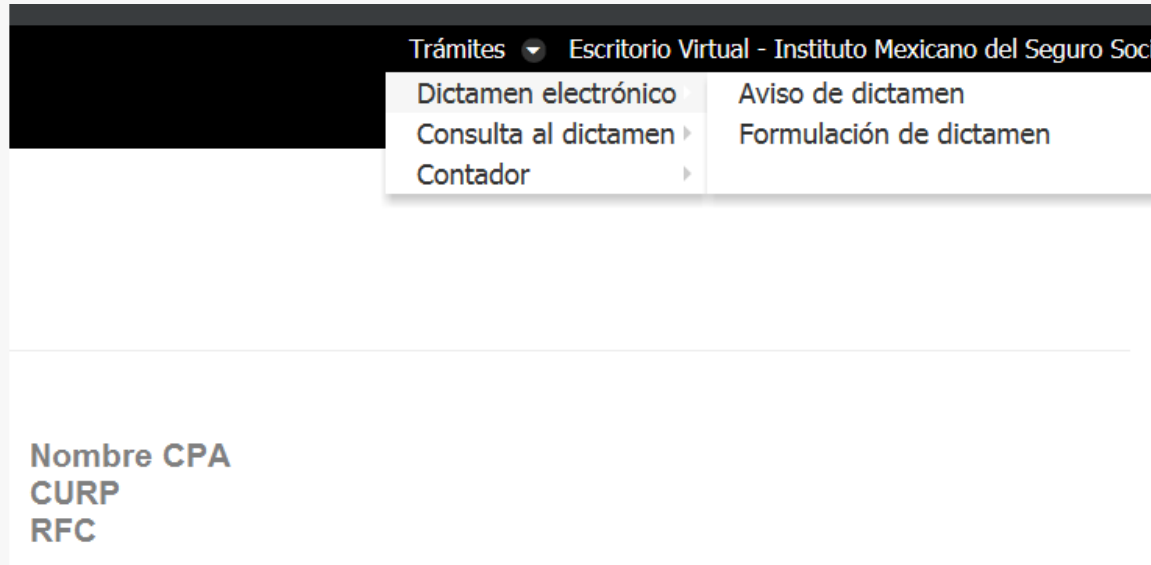 Trámites Escritorio Virtual - Instituto Mexicano del Seguro Soci
Dictamen electrónico Aviso de dictamen
Consulta al dictamen Formulación de dictamen
Contador
Nombre CPA
CURP
RFC